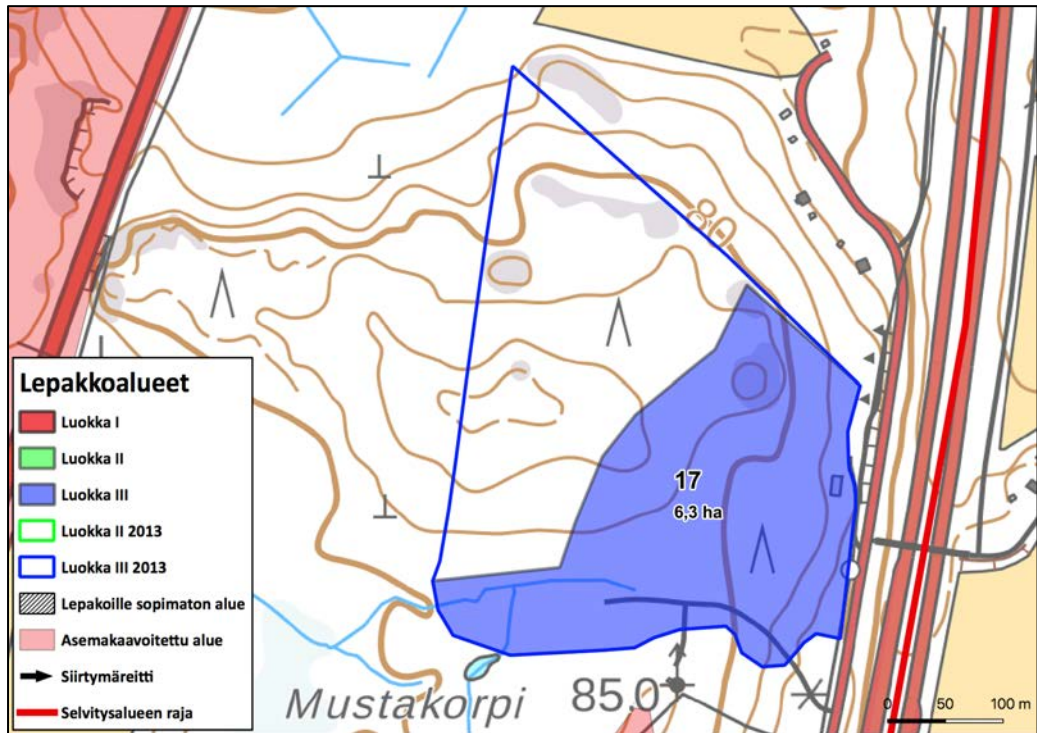 80
Lepakkoalueet
Luokka I
Luokka II
Luokka III
Luokka II 2013
Luokka III 2013
Lepakoille sopimaton alue
Asemakaavoitettu alue
Siirtymäreitti
Selvitysalueen raja
17
6,3 ha
Mustakorpi
85.0
0 50 100 m